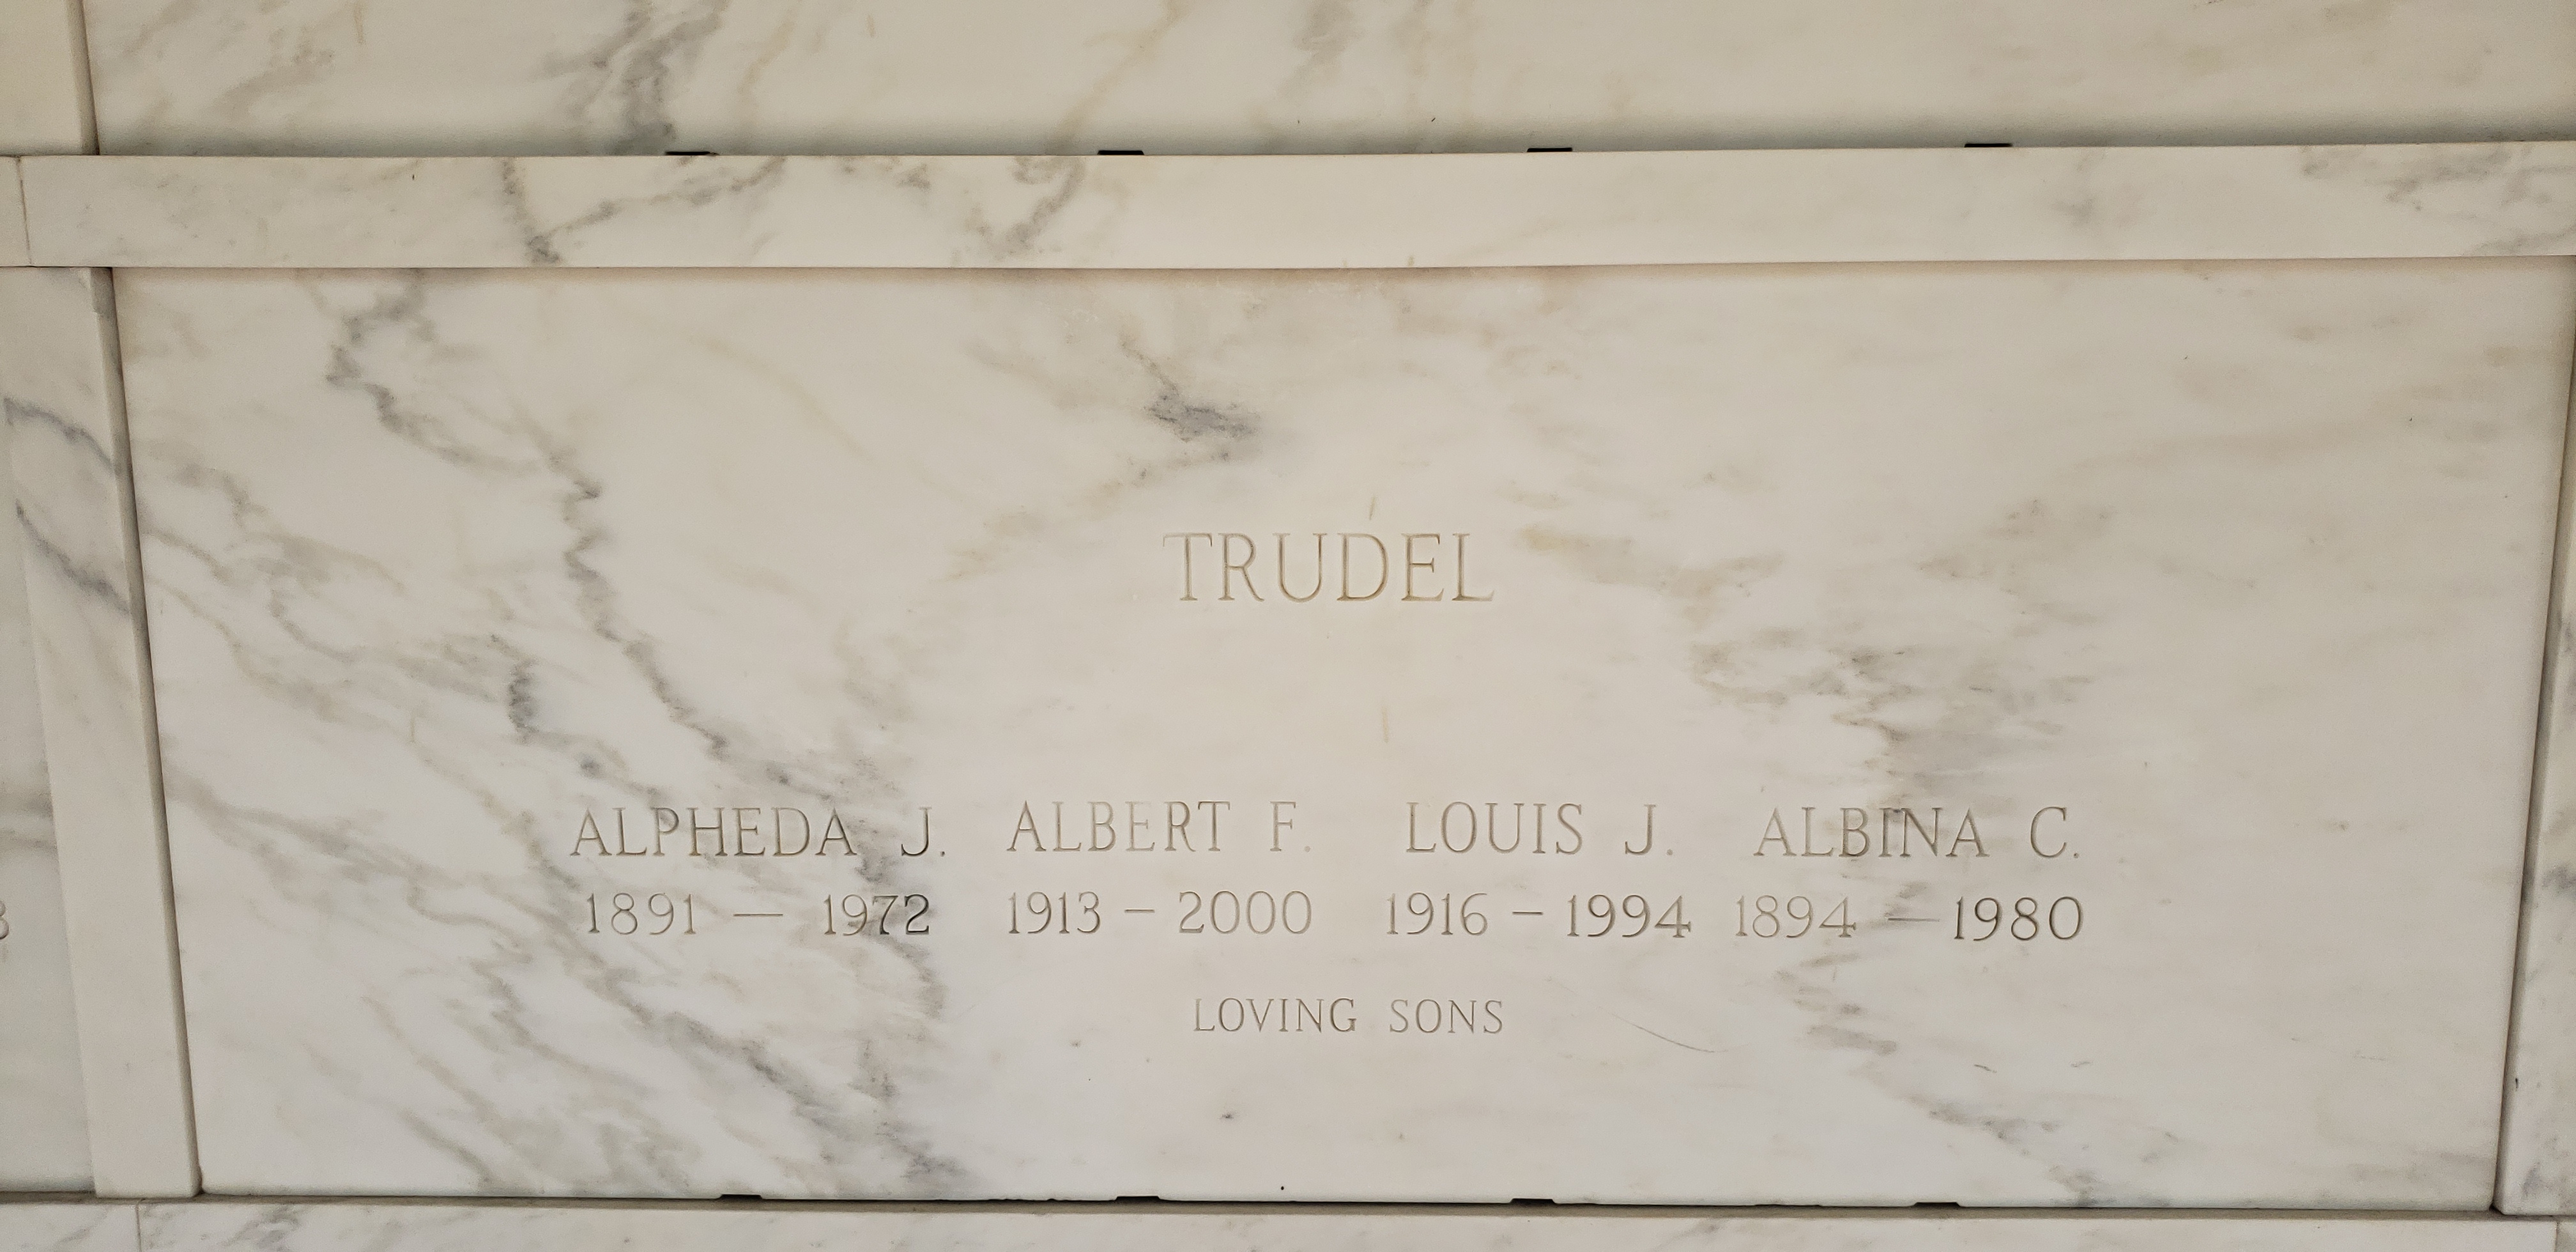 TRUDEL
ALPHEDA J. ALBERT F. LOUIS J. ALBINA C.
1891 — 1972 1913 – 2000 1916 – 1994 1894 — 1980
LOVING SONS